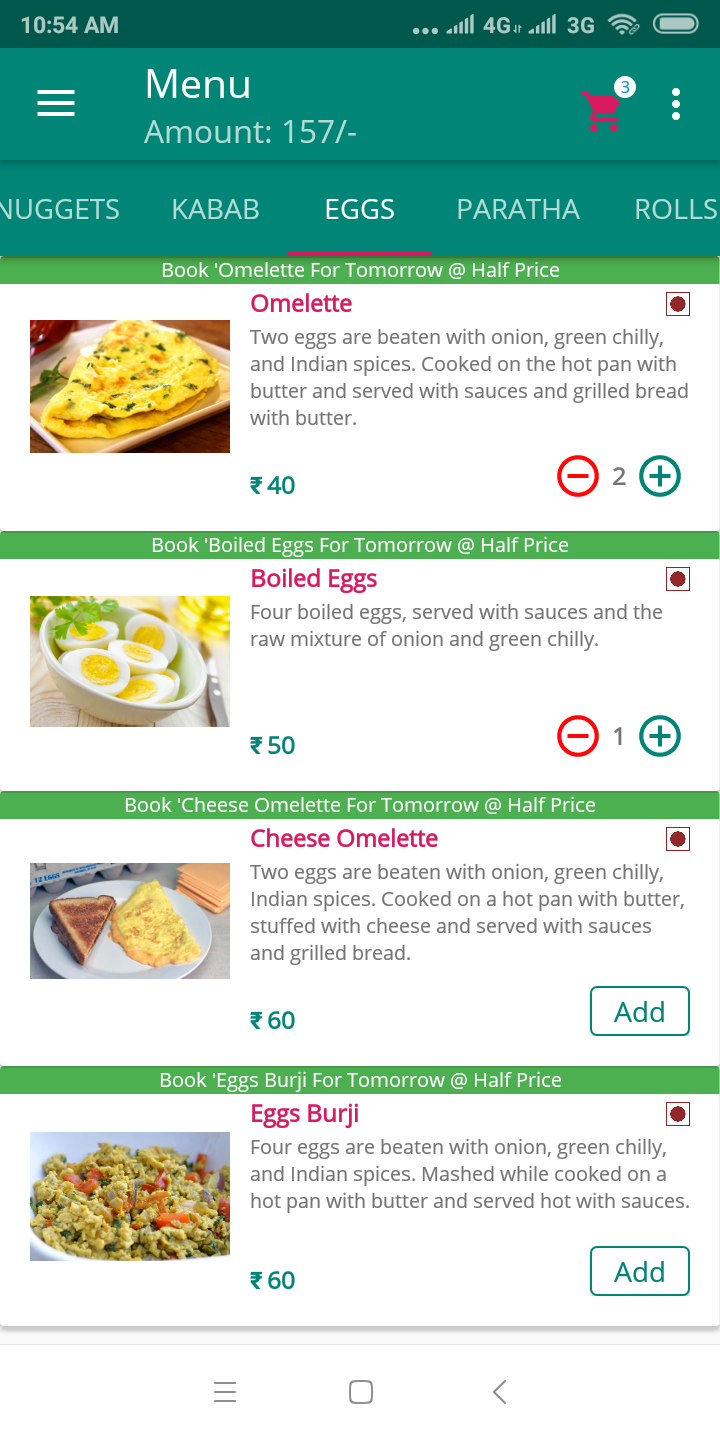 10:54 AM
... 4G 3G
Menu
3
Amount: 157/-
NUGGETS KABAB EGGS PARATHA ROLLS
Book 'Omelette For Tomorrow @ Half Price
Omelette
Two eggs are beaten with onion, green chilly,
and Indian spices. Cooked on the hot pan with
butter and served with sauces and grilled bread
with butter.
₹ 40
2
Book 'Boiled Eggs For Tomorrow @ Half Price
Boiled Eggs
Four boiled eggs, served with sauces and the
raw mixture of onion and green chilly.
₹ 50
1
Book 'Cheese Omelette For Tomorrow @ Half Price
Cheese Omelette
12 EGGS
Two eggs are beaten with onion, green chilly,
Indian spices. Cooked on a hot pan with butter,
stuffed with cheese and served with sauces
and grilled bread.
₹ 60
Add
Book 'Eggs Burji For Tomorrow @ Half Price
Eggs Burji
Four eggs are beaten with onion, green chilly,
and Indian spices. Mashed while cooked on a
hot pan with butter and served hot with sauces.
₹ 60
Add